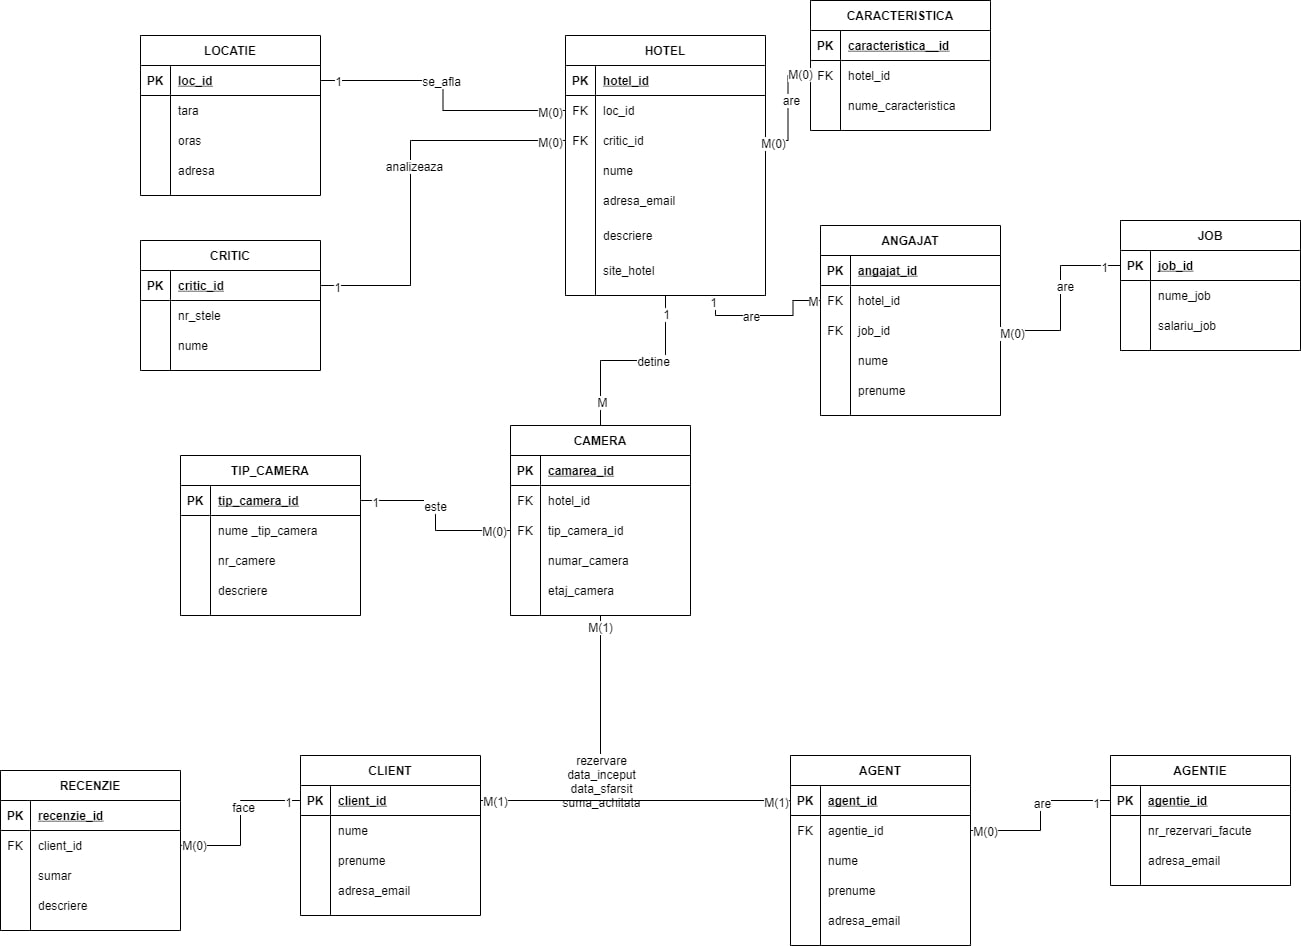 LOCATIE
PK loc_id
tara
oras
adresa
1
se_afla
M(0)
HOTEL
PK hotel_id
FK loc_id
FK critic_id
nume
adresa_email
descriere
site_hotel
CARACTERISTICA
PK caracteristica__id
FK hotel_id
nume_caracteristica
M(0)
are
M(0)
M(0)
analizeaza
1
CRITIC
PK critic_id
nr_stele
nume
ANGAJAT
PK angajat_id
FK hotel_id
FK job_id
nume
prenume
1
are
M
JOB
PK job_id
nume_job
salariu_job
1
are
M(0)
1
detine
M
CAMERA
PK camarea_id
FK hotel_id
FK tip_camera_id
numar_camera
etaj_camera
TIP_CAMERA
PK tip_camera_id
nume _tip_camera
nr_camere
descriere
1
este
M(0)
M(1)
rezervare
data_inceput
data_sfarsit
suma_achitata
M(1)
M(1)
RECENZIE
PK recenzie_id
FK client_id
sumar
descriere
M(0)
face
1
CLIENT
PK client_id
nume
prenume
adresa_email
AGENT
PK agent_id
FK agentie_id
nume
prenume
adresa_email
M(0)
are
1
AGENTIE
PK agentie_id
nr_rezervari_facute
adresa_email